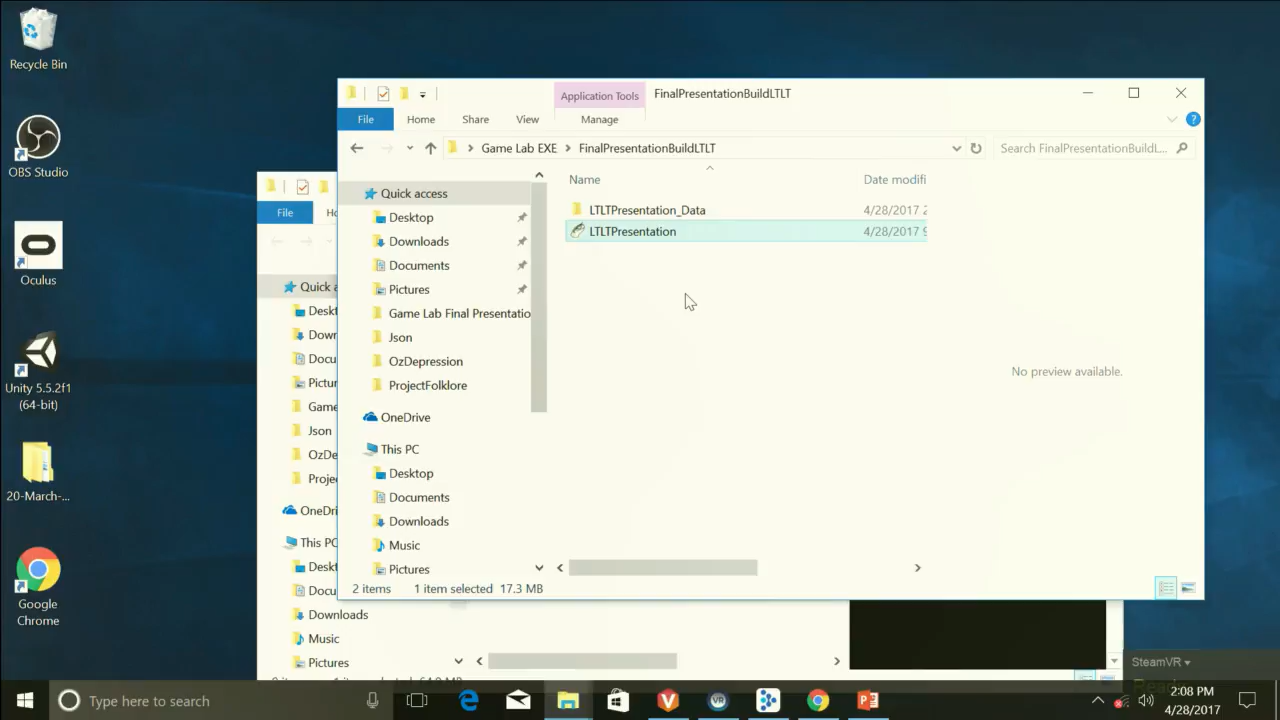 Recycle Bin
OBS Studio
Oculus
Unity 5.5.2f1
(64-bit)
20-March-...
Google
Chrome
Application Tools
FinalPresentationBuildLTLT
File
Home
Share
View
Manage
Game Lab EXE
FinalPresentationBuildLTLT
Search FinalPresentationBuildL...
Name
Date modifi
LTLTPresentation_Data
4/28/2017 2
LTLTPresentation
4/28/2017 9
No preview available.
Quick access
Desktop
Downloads
Documents
Pictures
Game Lab Final Presentatio
Json
OzDepression
ProjectFolklore
OneDrive
This PC
Desktop
Documents
Downloads
Music
Pictures
2 items
1 item selected
17.3 MB
File
Ho
Quick a
Deskt
Down
Docu
Pictur
Game
Json
OzDe
Projec
OneDri
This PC
Deskt
Docu
Downloads
Music
Pictures
SteamVR
Type here to search
2:08 PM
4/28/2017